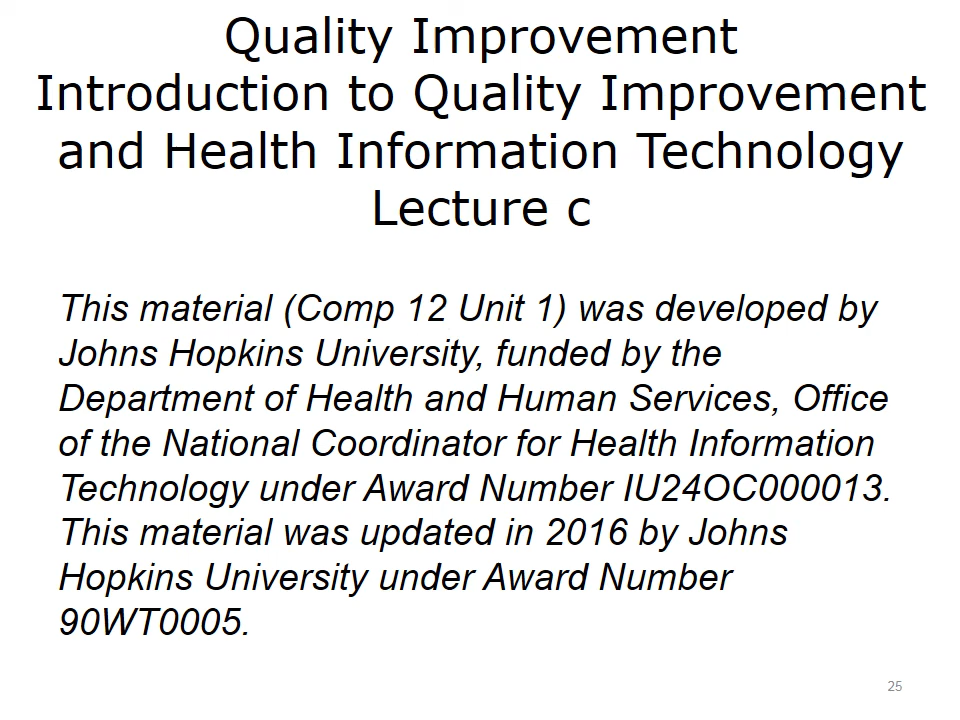 Quality Improvement
Introduction to Quality Improvement
and Health Information Technology
Lecture c
This material (Comp 12 Unit 1) was developed by
Johns Hopkins University, funded by the
Department of Health and Human Services, Office
of the National Coordinator for Health Information
Technology under Award Number IU24OC000013.
This material was updated in 2016 by Johns
Hopkins University under Award Number
90WT0005.
25